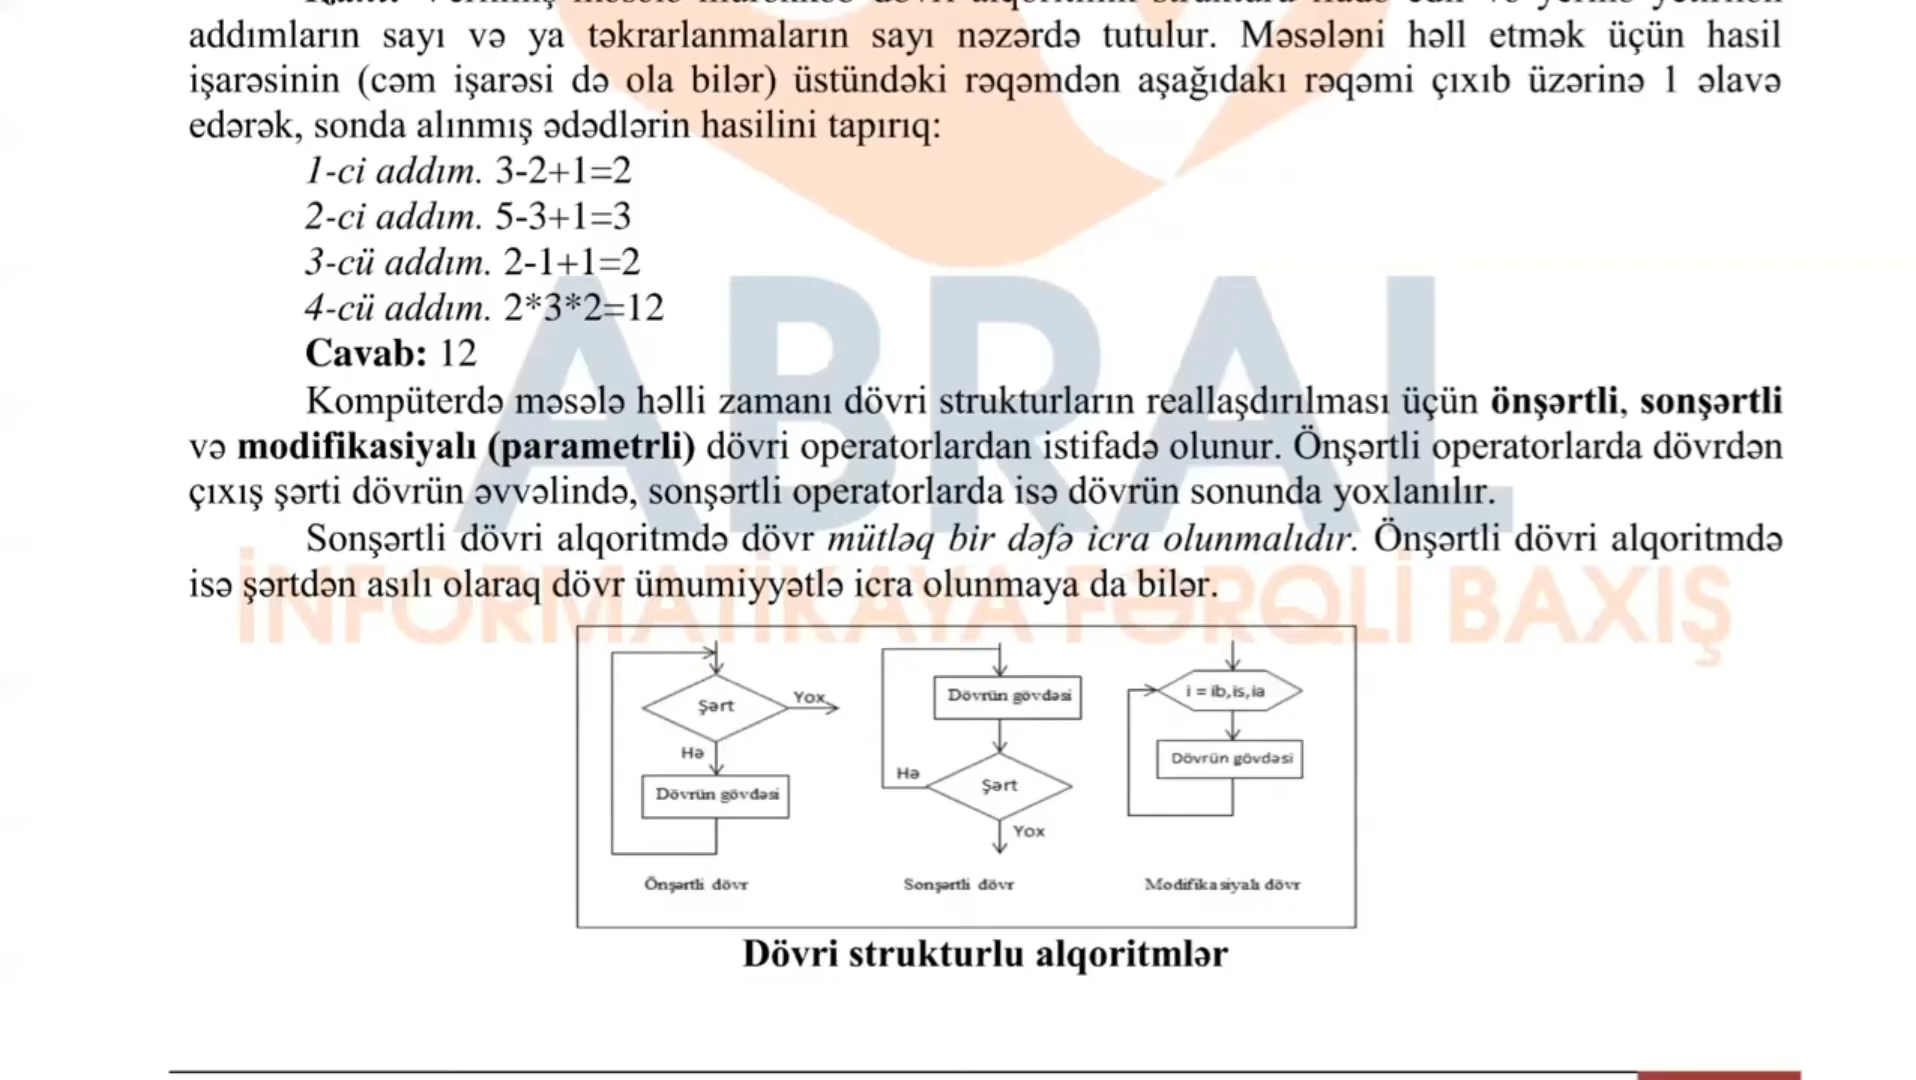 addımların sayı və ya təkrarlanmaların sayı nəzərdə tutulur. Məsələni həll etmək üçün hasil
işarəsinin (cəm işarəsi də ola bilər) üstündəki rəqəmdən aşağıdakı rəqəmi çıxıb üzərinə 1 əlavə
edərək, sonda alınmış ədədlərin hasilini tapırıq:
1-ci addım. 3-2+1=2
2-ci addım. 5-3+1=3
3-cü addım. 2-1+1=2
4-cü addım. 2*3*2=12
Cavab: 12
Kompüterdə məsələ həlli zamanı dövri strukturların reallaşdırılması üçün önşərtli, sonşərtli
və modifikasiyalı (parametrli) dövri operatorlardan istifadə olunur. Önşərtli operatorlarda dövrdən
çıxış şərti dövrün əvvəlində, sonşərtli operatorlarda isə dövrün sonunda yoxlanılır.
Sonşərtli dövri alqoritmdə dövr mütləq bir dəfə icra olunmalıdır. Önşərtli dövri alqoritmdə
isə şərtdən asılı olaraq dövr ümumiyyətlə icra olunmaya da bilər.
ABRAL
İNFORMATİKAYA FƏRQLİ BAXIŞ
Şərt
Yox
Hə
Dövrün gövdəsi
Önşərtli dövr
Dövrün gövdəsi
Hə
Şərt
Yox
Sonşərtli dövr
i = ib,is,ia
Dövrün gövdəsi
Modifikasiyalı dövr
Dövri strukturlu alqoritmlər